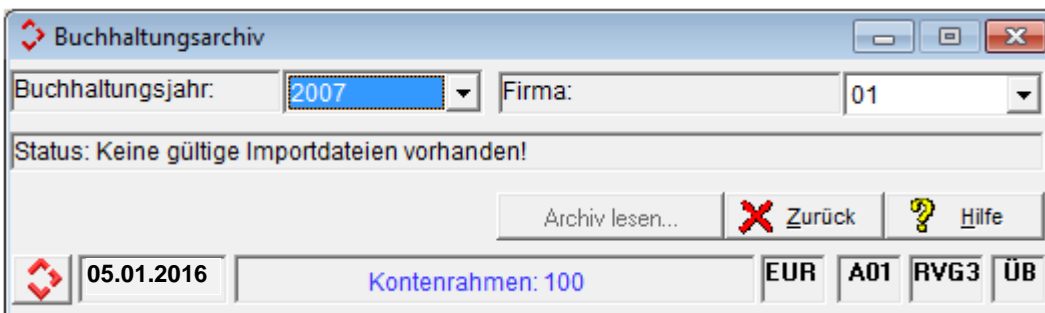 Buchhaltungsarchiv
Buchhaltungsjahr: 2007 Firma: 01
Status: Keine gültige Importdateien vorhanden!
Archiv lesen... Zurück Hilfe
05.01.2016 Kontenrahmen: 100 EUR A01 RVG3 ÜB